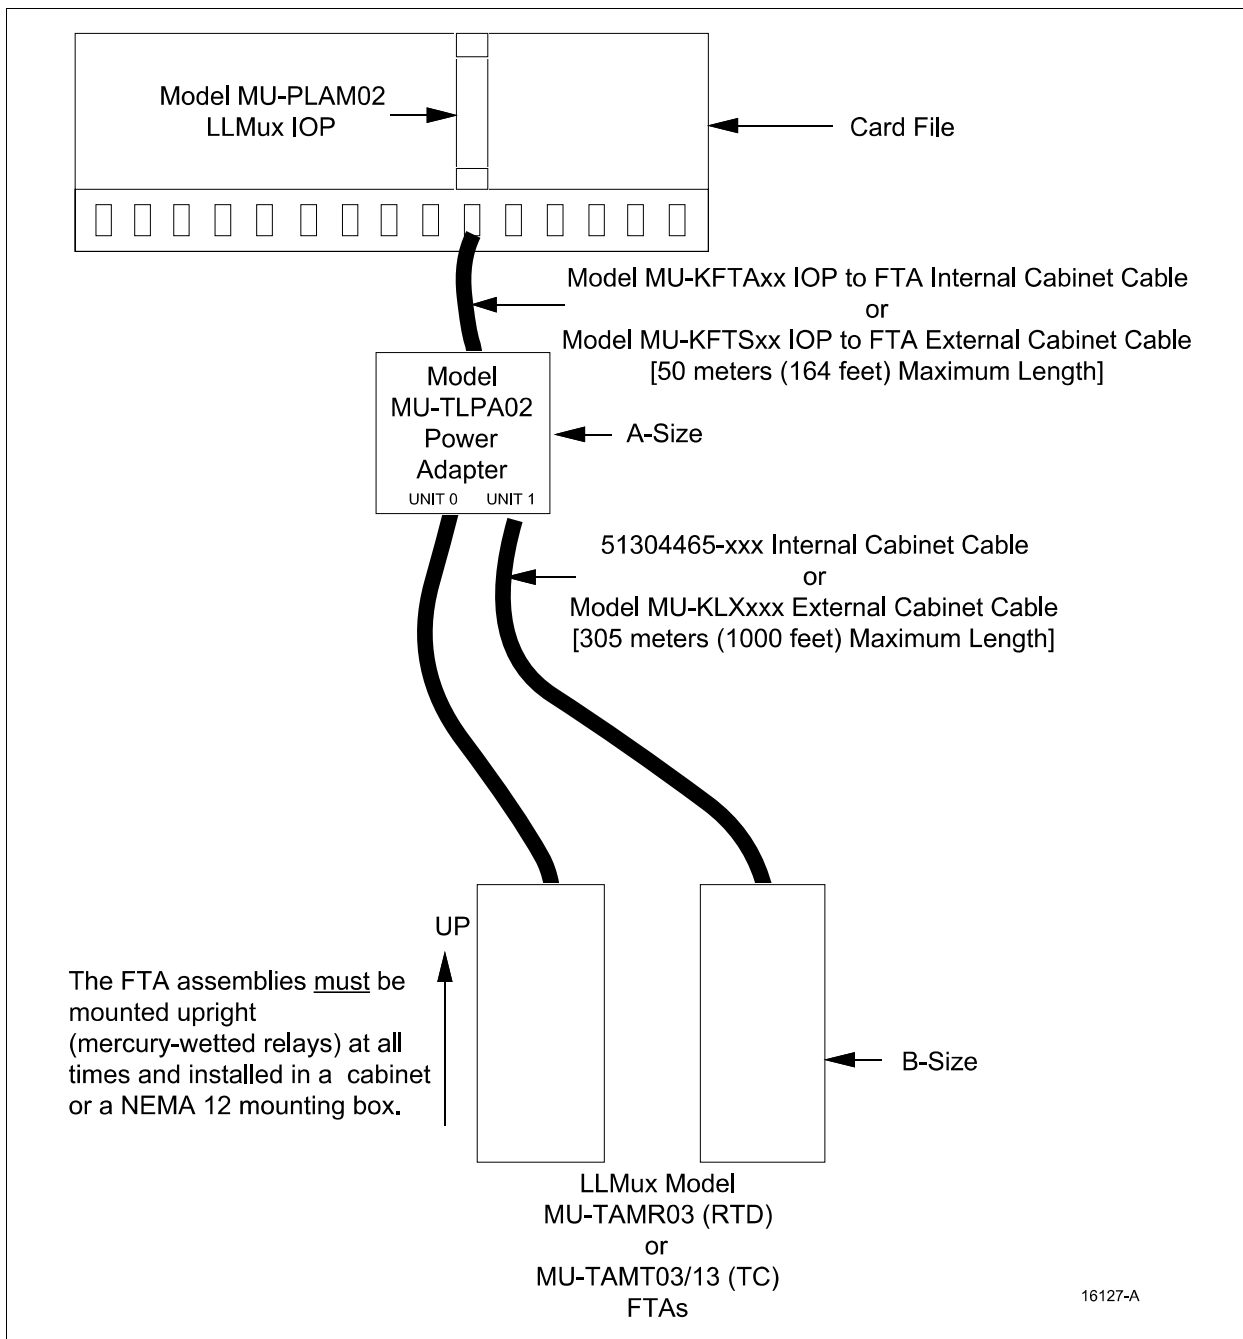 Model MU-PLAM02
LLMux IOP
Card File
Model MU-KFTAxx IOP to FTA Internal Cabinet Cable
or
Model MU-KFTSxx IOP to FTA External Cabinet Cable
[50 meters (164 feet) Maximum Length]
Model
MU-TLPA02
Power
Adapter
UNIT 0 UNIT 1
A-Size
51304465-xxx Internal Cabinet Cable
or
Model MU-KLXxxx External Cabinet Cable
[305 meters (1000 feet) Maximum Length]
UP
The FTA assemblies must be
mounted upright
(mercury-wetted relays) at all
times and installed in a cabinet
or a NEMA 12 mounting box.
B-Size
LLMux Model
MU-TAMR03 (RTD)
or
MU-TAMT03/13 (TC)
FTAs
16127-A